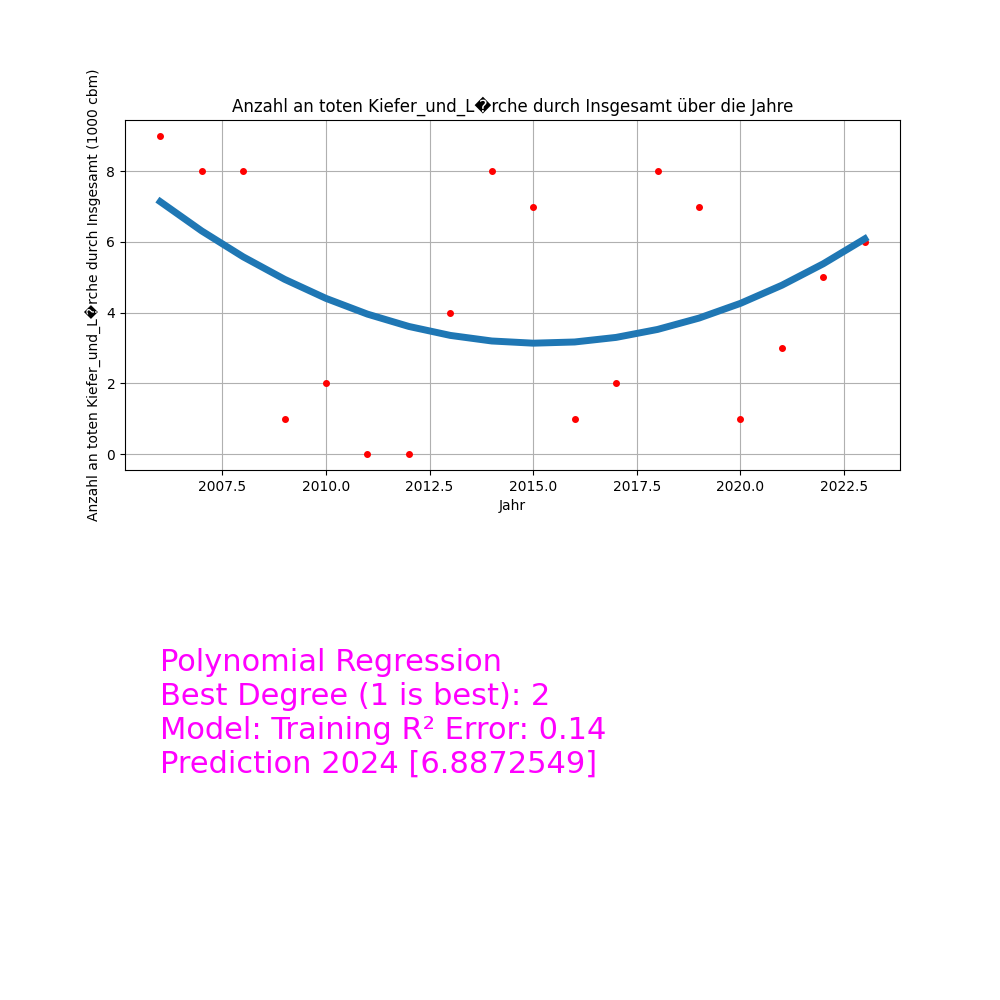 Anzahl an toten Kiefer_und_L�rche durch Insgesamt über die Jahre
Anzahl an toten Kiefer_und_L�rche durch Insgesamt (1000 cbm)
8
6
4
2
0
2007.5 2010.0 2012.5 2015.0 2017.5 2020.0 2022.5
Jahr
Polynomial Regression
Best Degree (1 is best): 2
Model: Training R² Error: 0.14
Prediction 2024 [6.8872549]